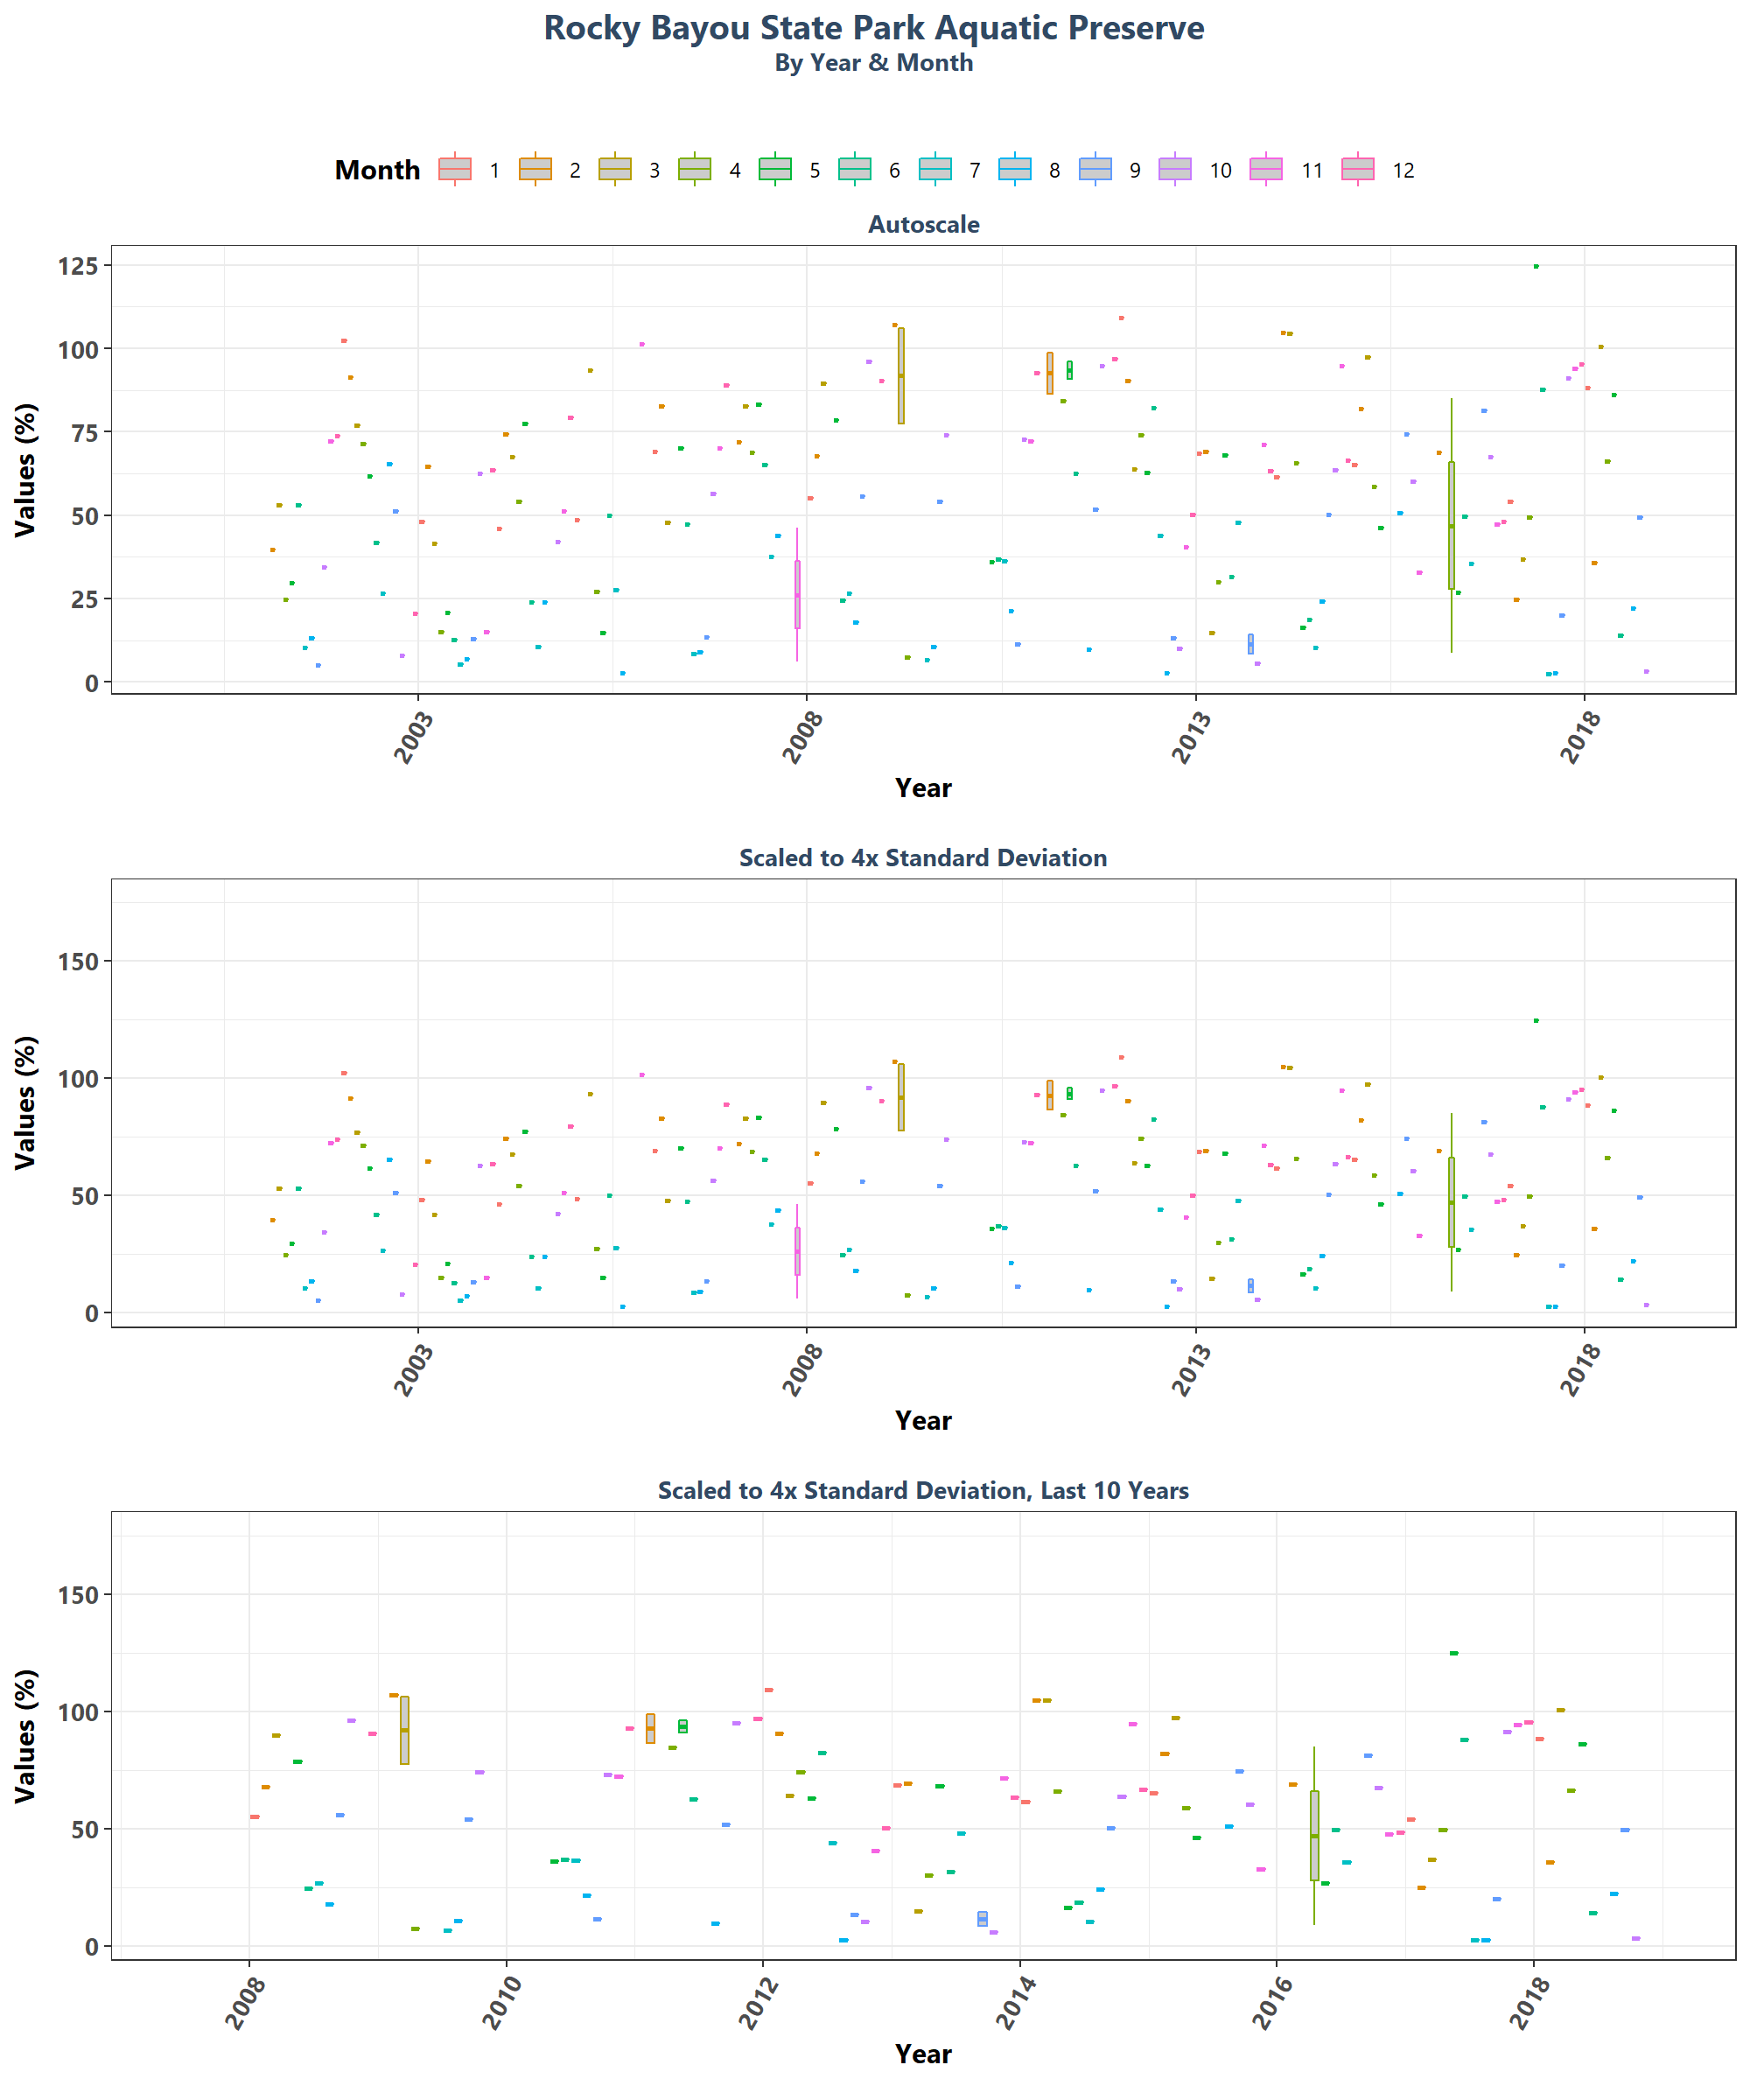 Rocky Bayou State Park Aquatic Preserve
By Year & Month
Month 1 2 3 4 5 6 7 8 9 10 11 12
Autoscale
Values (%)
125
100
75
50
25
0
2003 2008 2013 2018
Year
Scaled to 4x Standard Deviation
Values (%)
150
100
50
0
2003 2008 2013 2018
Year
Scaled to 4x Standard Deviation, Last 10 Years
Values (%)
150
100
50
0
2008 2010 2012 2014 2016 2018
Year